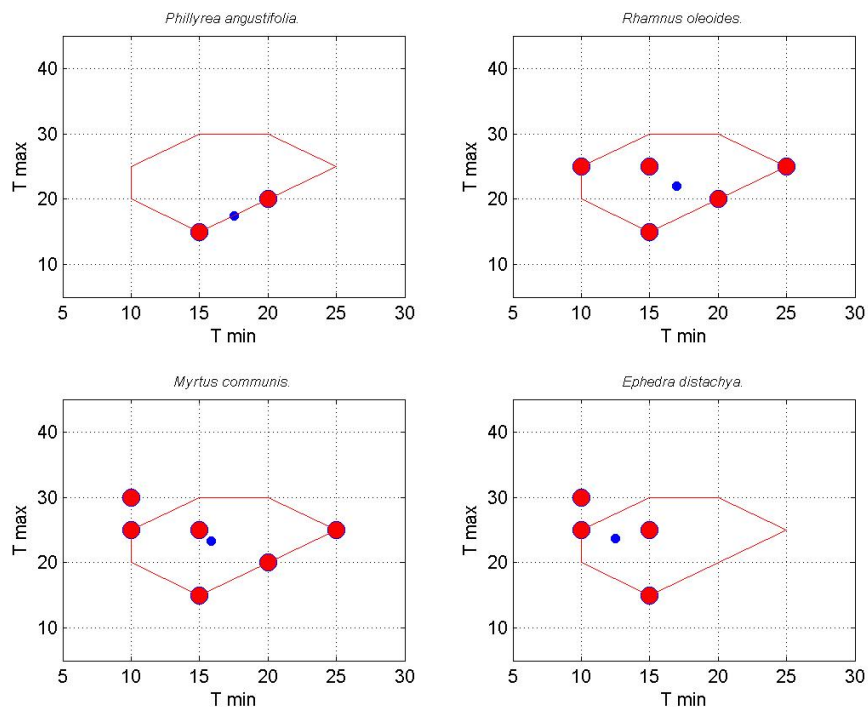 Phillyrea angustifolia.
40
30
20
10
T max
5 10 15 20 25 30
T min
Rhamnus oleoides.
40
30
20
10
T max
5 10 15 20 25 30
T min
Myrtus communis.
40
30
20
10
T max
5 10 15 20 25 30
T min
Ephedra distachya.
40
30
20
10
T max
5 10 15 20 25 30
T min